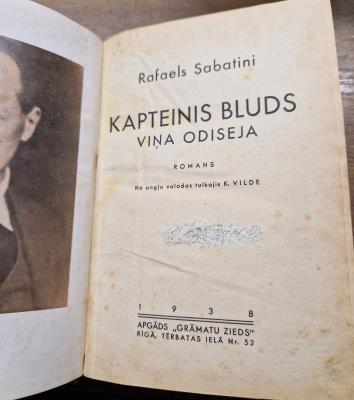 Rafaels Sabatini
KAPTEINIS BLUDS
VIŅA ODISEJA
ROMANS
No angļu valodas tulkojis K. VILDE
1938
APGĀDS „GRĀMATU ZIEDS"
RĪGĀ, TĒRBATAS IELĀ Nr. 52